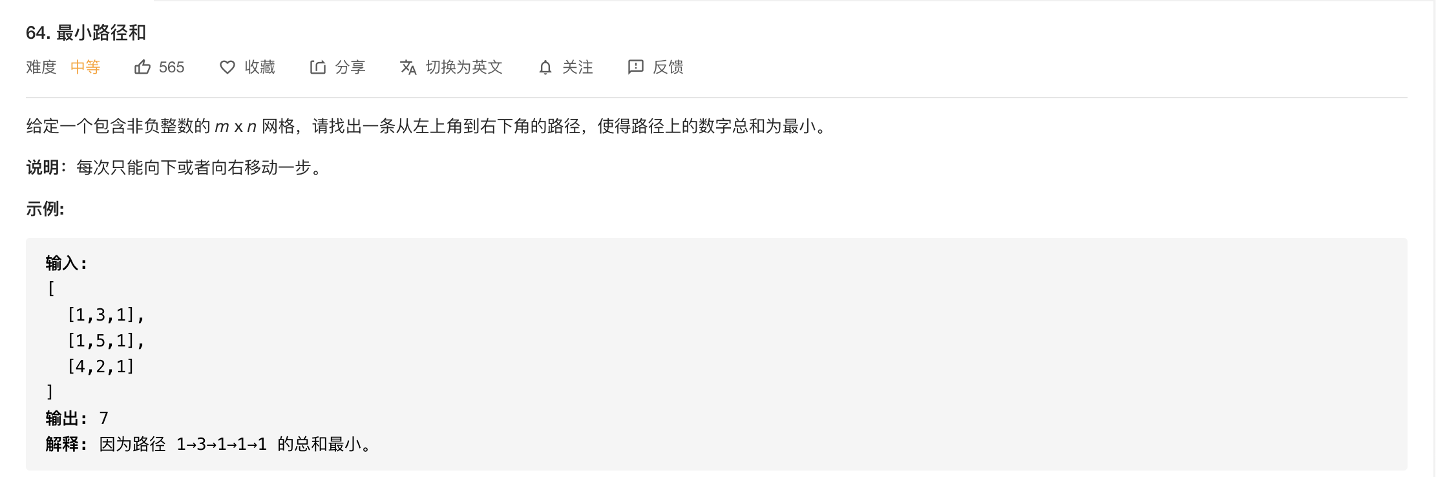 64. 最小路径和
难度 中等 565 收藏 分享 切换为英文 关注 反馈
给定一个包含非负整数的 m x n 网格，请找出一条从左上角到右下角的路径，使得路径上的数字总和为最小。
说明：每次只能向下或者向右移动一步。
示例:
输入:
[
  [1,3,1],
  [1,5,1],
  [4,2,1]
]
输出: 7
解释: 因为路径 1→3→1→1→1 的总和最小。